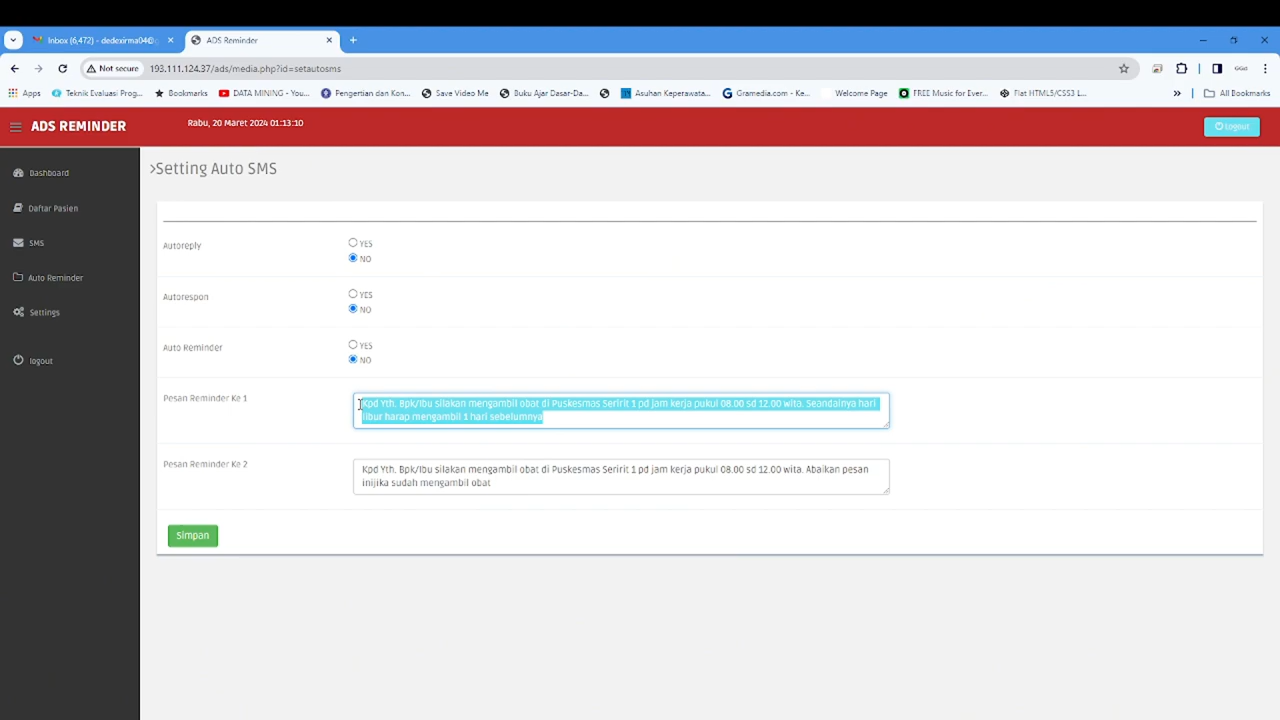 Inbox (6,472) - dedexirma04@
ADS Reminder
Not secure
193.111.124.37/ads/media.php?id=setautosms
Apps
Teknik Evaluasi Prog...
Bookmarks
DATA MINING - You...
Pengertian dan Kon...
Save Video Me
Buku Ajar Dasar-Da...
Asuhan Keperawata...
Gramedia.com - Ke...
Welcome Page
FREE Music for Ever...
Flat HTML5/CSS3 L...
All Bookmarks
ADS REMINDER
Rabu, 20 Maret 2024 01:13:10
Logout
Dashboard
Daftar Pasien
SMS
Auto Reminder
Settings
logout
>Setting Auto SMS
Autoreply
YES
NO
Autorespon
YES
NO
Auto Reminder
YES
NO
Pesan Reminder Ke 1
Kpd Yth. Bpk/Ibu silakan mengambil obat di Puskesmas Seririt 1 pd jam kerja pukul 08.00 sd 12.00 wita. Seandainya hari
libur harap mengambil 1 hari sebelumnya
Pesan Reminder Ke 2
Kpd Yth. Bpk/Ibu silakan mengambil obat di Puskesmas Seririt 1 pd jam kerja pukul 08.00 sd 12.00 wita. Abaikan pesan
inijika sudah mengambil obat
Simpan